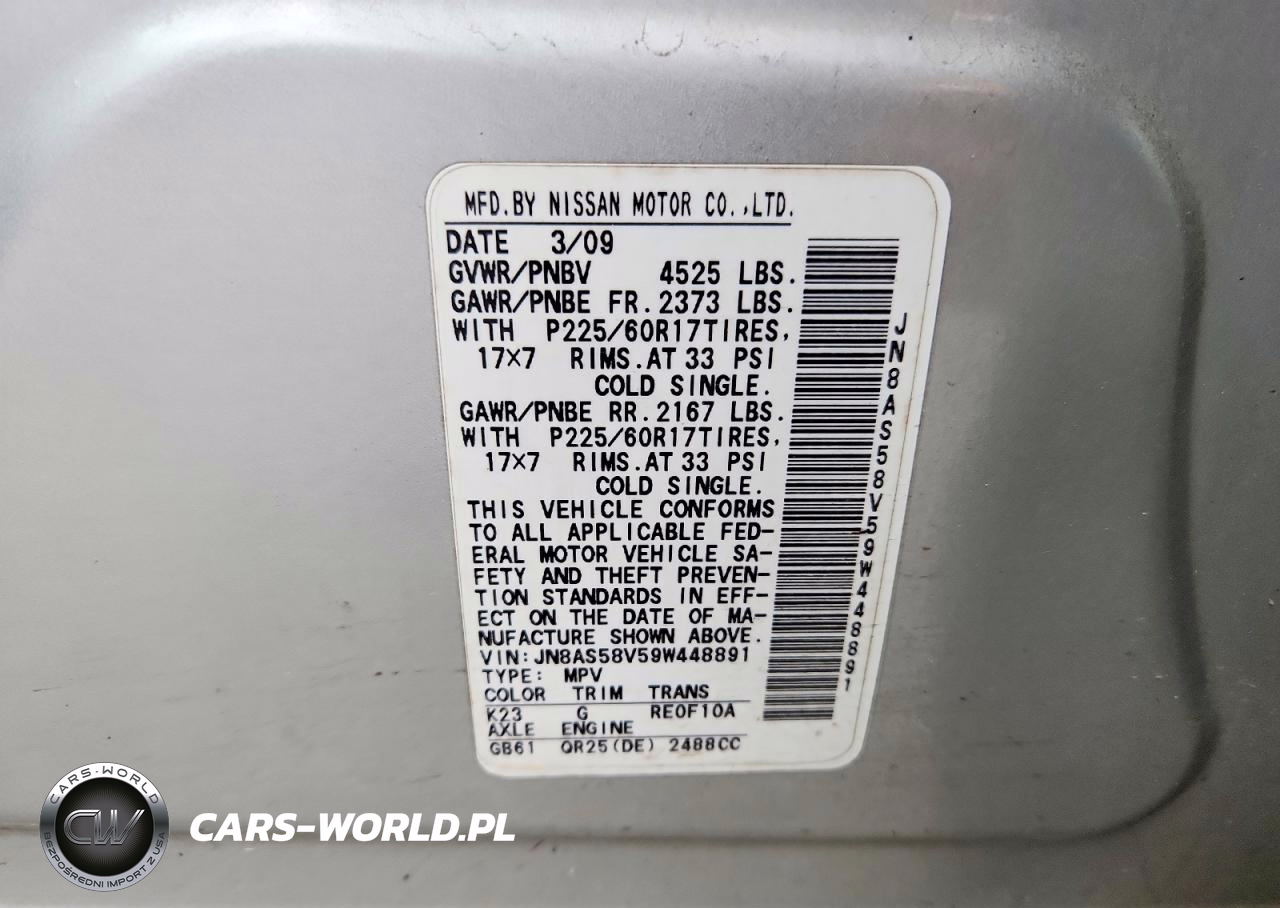 MFD.BY NISSAN MOTOR CO.,LTD.
DATE 3/09
GVWR/PNBV 4525 LBS.
GAWR/PNBE FR.2373 LBS.
WITH P225/60R17TIRES,
17×7 RIMS.AT 33 PSI
COLD SINGLE.
GAWR/PNBE RR.2167 LBS.
WITH P225/60R17TIRES,
17×7 RIMS.AT 33 PSI
COLD SINGLE.
THIS VEHICLE CONFORMS
TO ALL APPLICABLE FED-
ERAL MOTOR VEHICLE SA-
FETY AND THEFT PREVEN-
TION STANDARDS IN EFF-
ECT ON THE DATE OF MA-
NUFACTURE SHOWN ABOVE.
VIN:JN8AS58V59W448891
TYPE: MPV
COLOR TRIM TRANS
K23 G RE0F10A
AXLE ENGINE
GB61 QR25(DE) 2488CC
JN8AS58V59W448891
CARS-WORLD
CW
BEZPOŚREDNI IMPORT Z USA
CARS-WORLD.PL